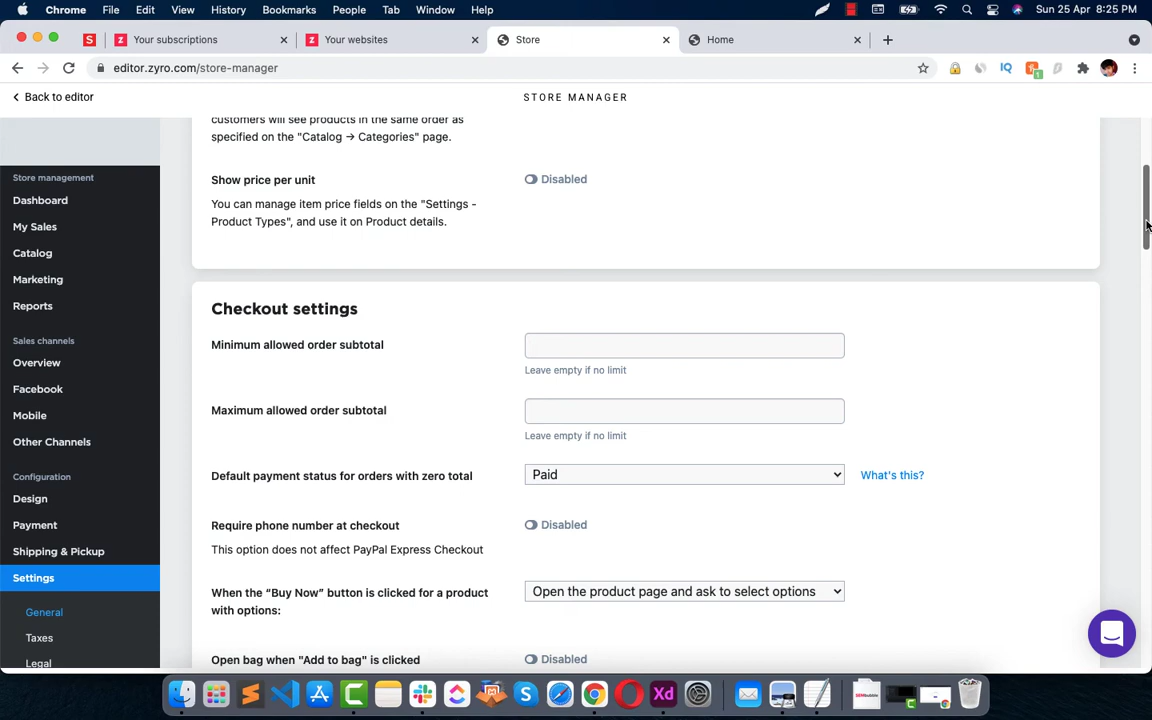 Chrome File Edit View History Bookmarks People Tab Window Help Sun 25 Apr 8:25 PM
S Your subscriptions Your websites Store Home
editor.zyro.com/store-manager
Back to editor STORE MANAGER
customers will see products in the same order as
specified on the "Catalog → Categories" page.
Show price per unit Disabled
You can manage item price fields on the "Settings -
Product Types", and use it on Product details.
Store management
Dashboard
My Sales
Catalog
Marketing
Reports
Sales channels
Overview
Facebook
Mobile
Other Channels
Configuration
Design
Payment
Shipping & Pickup
Settings
General
Taxes
Legal
Checkout settings
Minimum allowed order subtotal
Leave empty if no limit
Maximum allowed order subtotal
Leave empty if no limit
Default payment status for orders with zero total Paid What's this?
Require phone number at checkout Disabled
This option does not affect PayPal Express Checkout
When the “Buy Now” button is clicked for a product Open the product page and ask to select options
with options:
Open bag when "Add to bag" is clicked Disabled